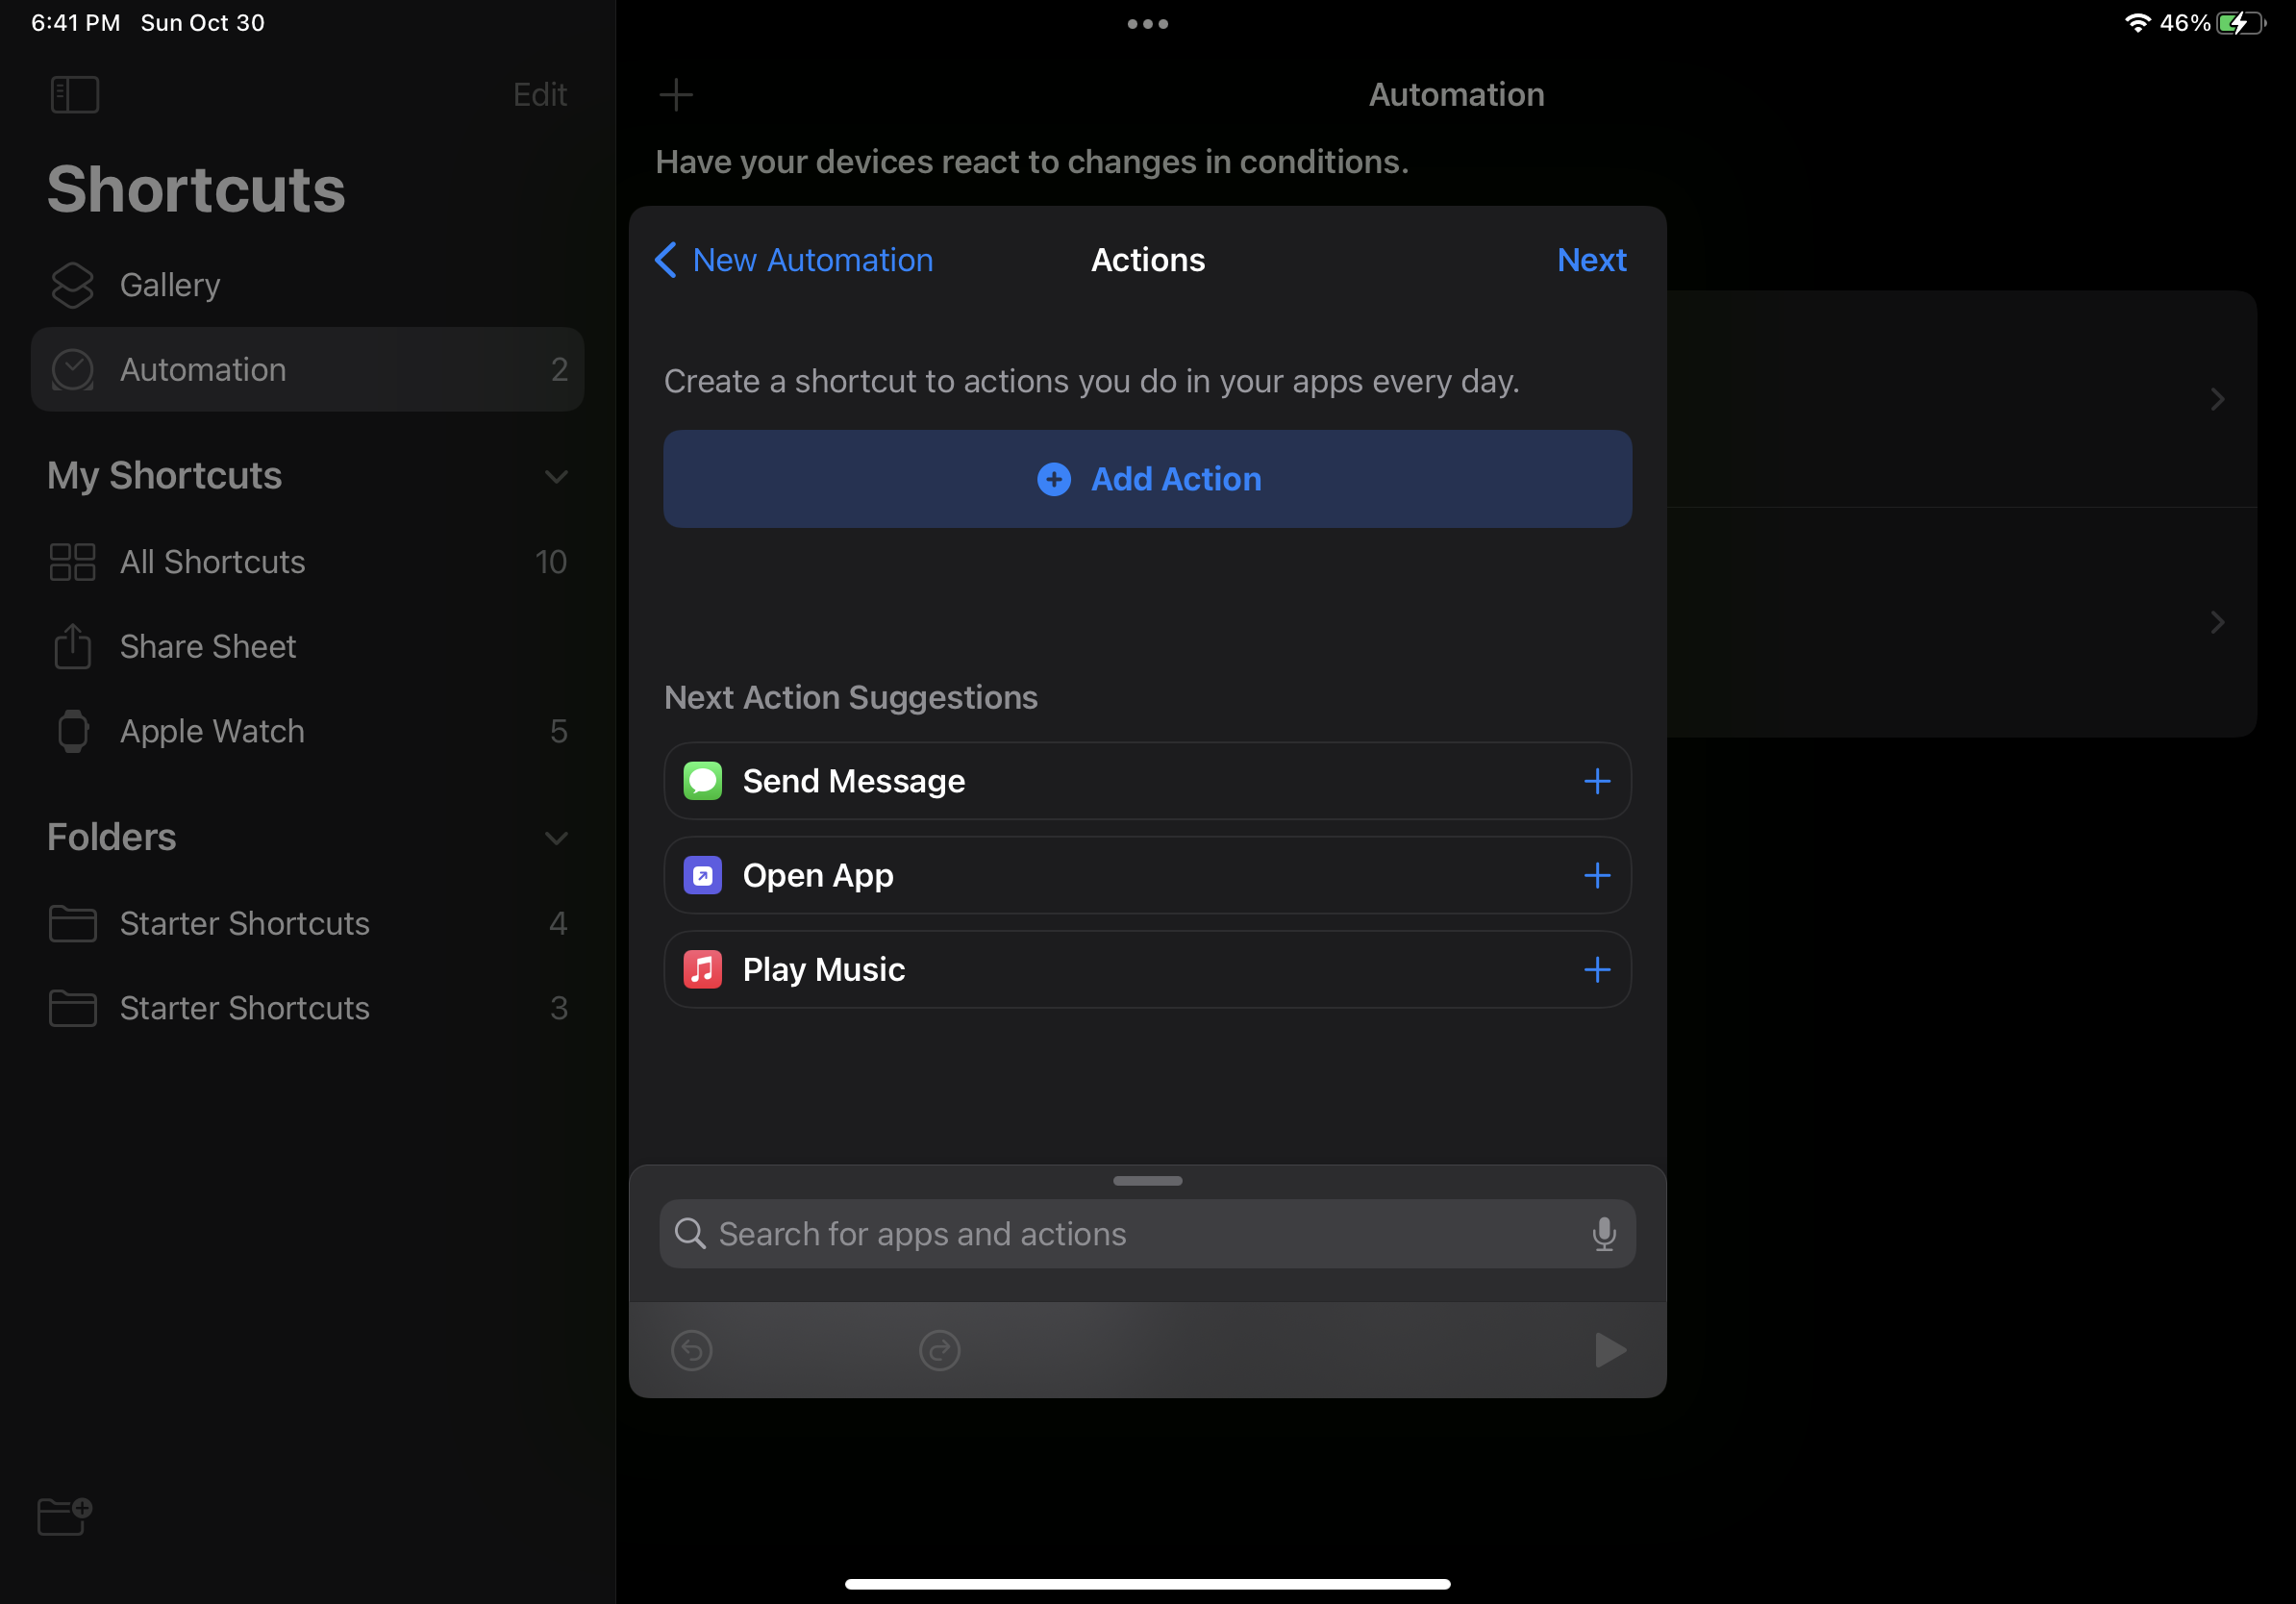 6:41 PM Sun Oct 30
46%
Edit
Shortcuts
Gallery
Automation 2
My Shortcuts
All Shortcuts 10
Share Sheet
Apple Watch 5
Folders
Starter Shortcuts 4
Starter Shortcuts 3
Automation
Have your devices react to changes in conditions.
New Automation Actions Next
Create a shortcut to actions you do in your apps every day.
Add Action
Next Action Suggestions
Send Message
Open App
Play Music
Search for apps and actions